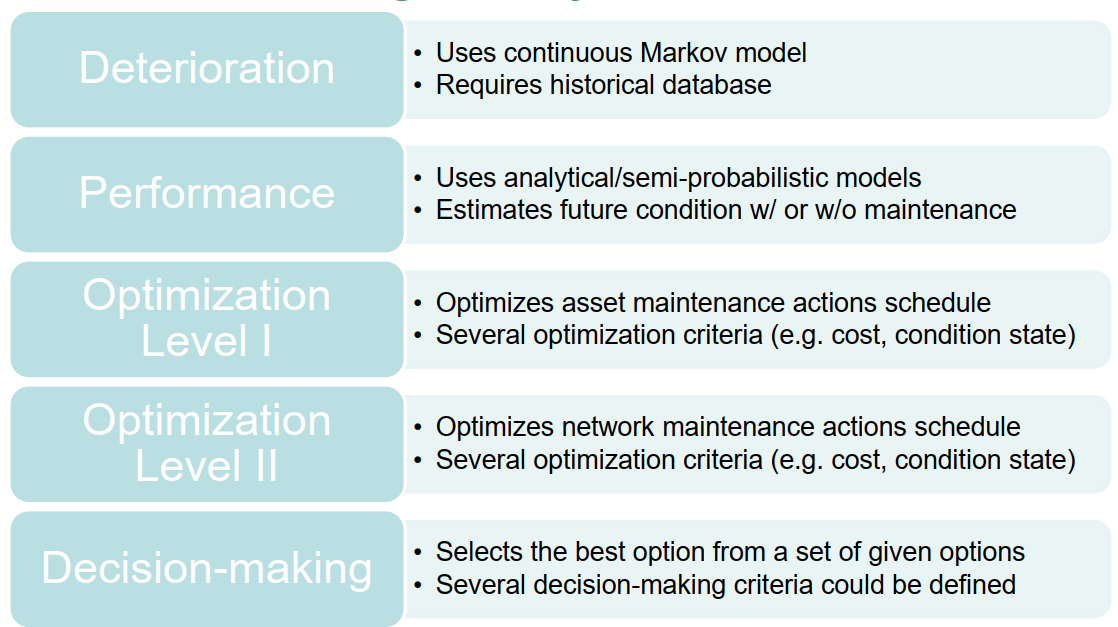 Deterioration
• Uses continuous Markov model
• Requires historical database
Performance
• Uses analytical/semi-probabilistic models
• Estimates future condition w/ or w/o maintenance
Optimization
Level I
• Optimizes asset maintenance actions schedule
• Several optimization criteria (e.g. cost, condition state)
Optimization
Level II
• Optimizes network maintenance actions schedule
• Several optimization criteria (e.g. cost, condition state)
Decision-making
• Selects the best option from a set of given options
• Several decision-making criteria could be defined